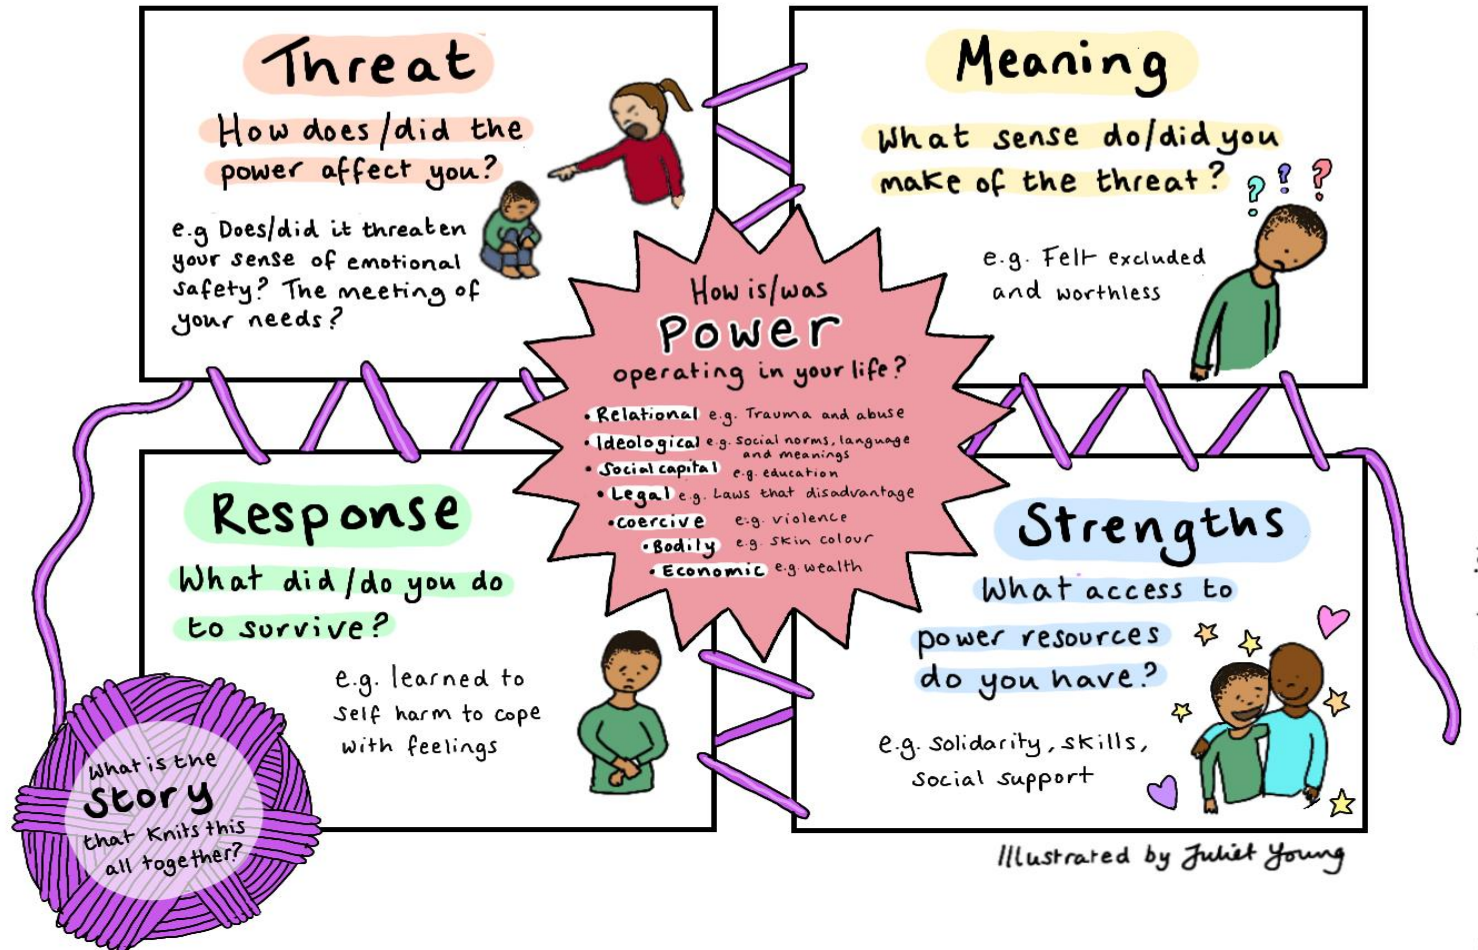 Threat
How does/did the
power affect you?
e.g Does/did it threaten
your sense of emotional
safety? The meeting of
your needs?
Meaning
What sense do/did you
make of the threat?
? ? ?
e.g. Felt excluded
and worthless
How is/was
Power
operating in your life?
• Relational e.g. Trauma and abuse
• Ideological e.g. social norms, language
and meanings
• Social capital e.g. education
• Legal e.g. Laws that disadvantage
• coercive e.g. violence
• Bodily e.g. skin colour
• Economic e.g. wealth
Response
What did/do you do
to survive?
e.g. learned to
self harm to cope
with feelings
Strengths
What access to
power resources
do you have?
e.g. solidarity, skills,
social support
What is the
story
that knits this
all together?
Illustrated by Juliet Young